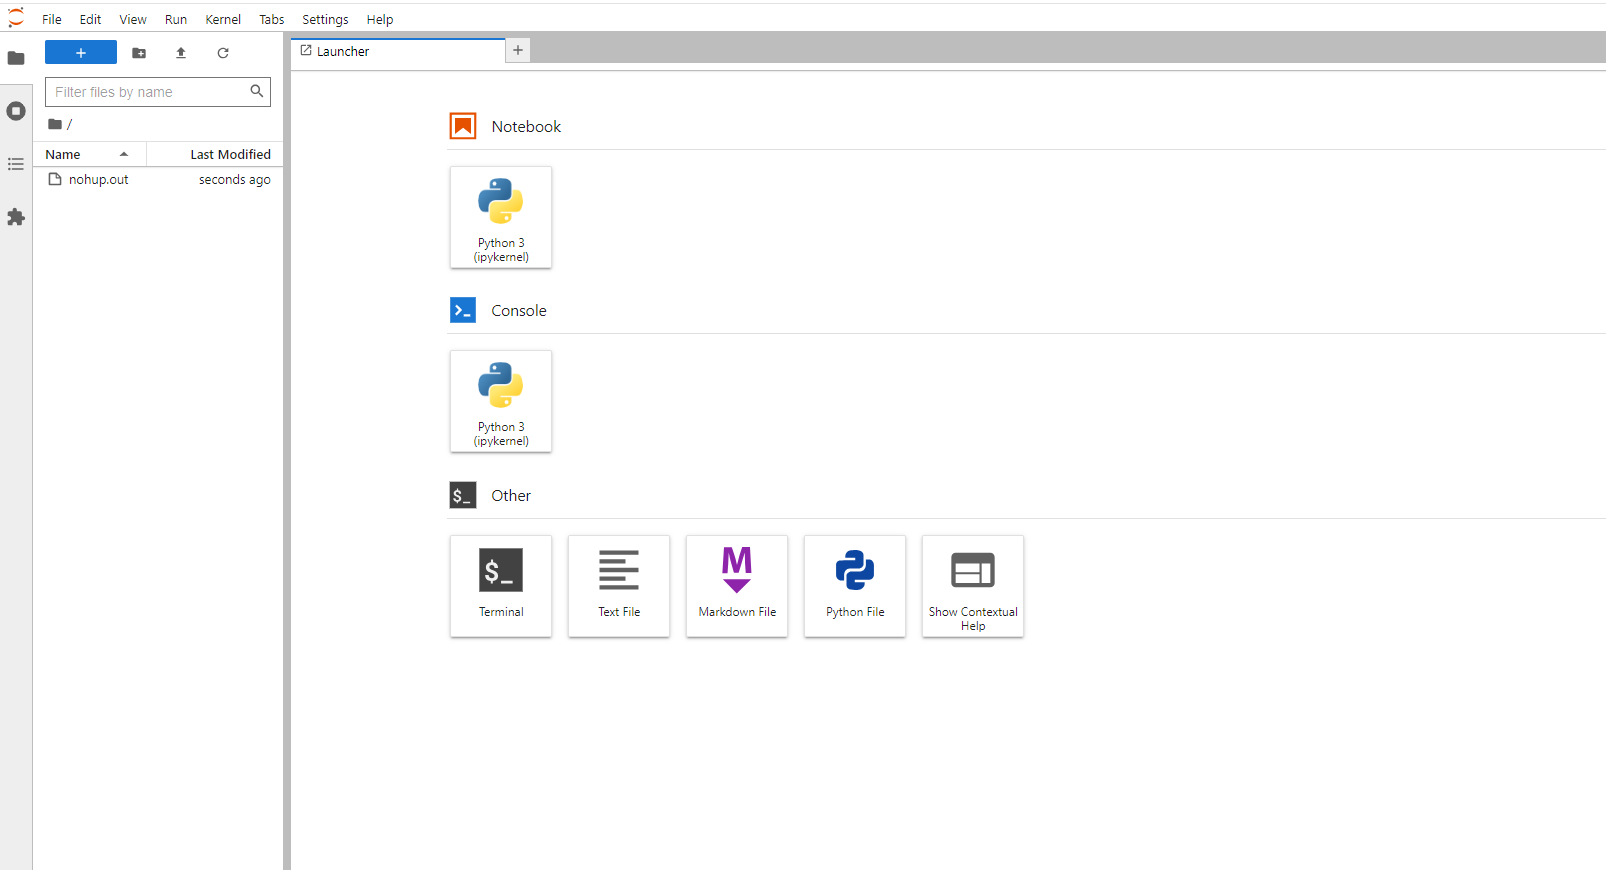 File Edit View Run Kernel Tabs Settings Help
+
Launcher
+
Filter files by name
/
Name Last Modified
nohup.out seconds ago
Notebook
Python 3
(ipykernel)
>_ Console
Python 3
(ipykernel)
$_ Other
$_
Terminal
Text File
M
Markdown File
Python File
Show Contextual
Help